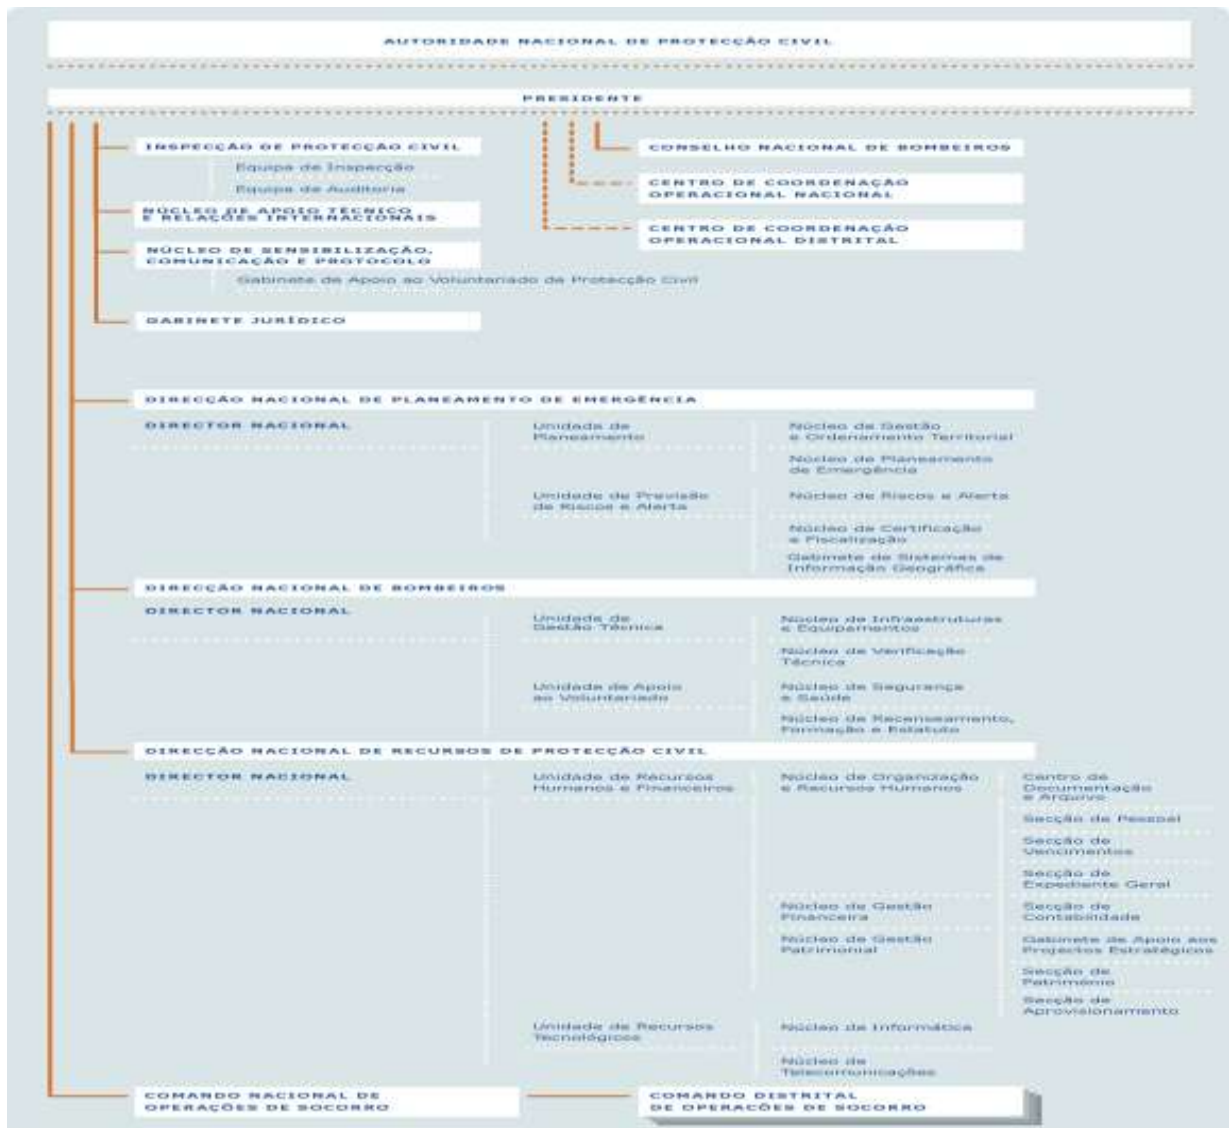 AUTORIDADE NACIONAL DE PROTECÇÃO CIVIL
PRESIDENTE
INSPECÇÃO DE PROTECÇÃO CIVIL
Equipa de Inspecção
Equipa de Auditoria
NÚCLEO DE APOIO TÉCNICO
E RELAÇÕES INTERNACIONAIS
NÚCLEO DE SENSIBILIZAÇÃO,
COMUNICAÇÃO E PROTOCOLO
Gabinete de Apoio ao Voluntariado de Protecção Civil
GABINETE JURÍDICO
CONSELHO NACIONAL DE BOMBEIROS
CENTRO DE COORDENAÇÃO
OPERACIONAL NACIONAL
CENTRO DE COORDENAÇÃO
OPERACIONAL DISTRITAL
DIRECÇÃO NACIONAL DE PLANEAMENTO DE EMERGÊNCIA
DIRECTOR NACIONAL
Unidade de
Planeamento
Núcleo de Gestão
e Ordenamento Territorial
Núcleo de Planeamento
de Emergência
Unidade de Previsão
de Riscos e Alerta
Núcleo de Riscos e Alerta
Núcleo de Certificação
e Fiscalização
Gabinete de Sistemas de
Informação Geográfica
DIRECÇÃO NACIONAL DE BOMBEIROS
DIRECTOR NACIONAL
Unidade de
Gestão Técnica
Núcleo de Infraestruturas
e Equipamentos
Núcleo de Verificação
Técnica
Unidade de Apoio
ao Voluntariado
Núcleo de Segurança
e Saúde
Núcleo de Recenseamento,
Formação e Estatuto
DIRECÇÃO NACIONAL DE RECURSOS DE PROTECÇÃO CIVIL
DIRECTOR NACIONAL
Unidade de Recursos
Humanos e Financeiros
Núcleo de Organização
e Recursos Humanos
Centro de
Documentação
e Arquivo
Secção de Pessoal
Secção de
Vencimentos
Secção de
Expediente Geral
Núcleo de Gestão
Financeira
Secção de
Contabilidade
Núcleo de Gestão
Patrimonial
Gabinete de Apoio aos
Projectos Estratégicos
Secção de
Património
Secção de
Aprovisionamento
Unidade de Recursos
Tecnológicos
Núcleo de Informática
Núcleo de
Telecomunicações
COMANDO NACIONAL DE
OPERAÇÕES DE SOCORRO
COMANDO DISTRITAL
DE OPERAÇÕES DE SOCORRO